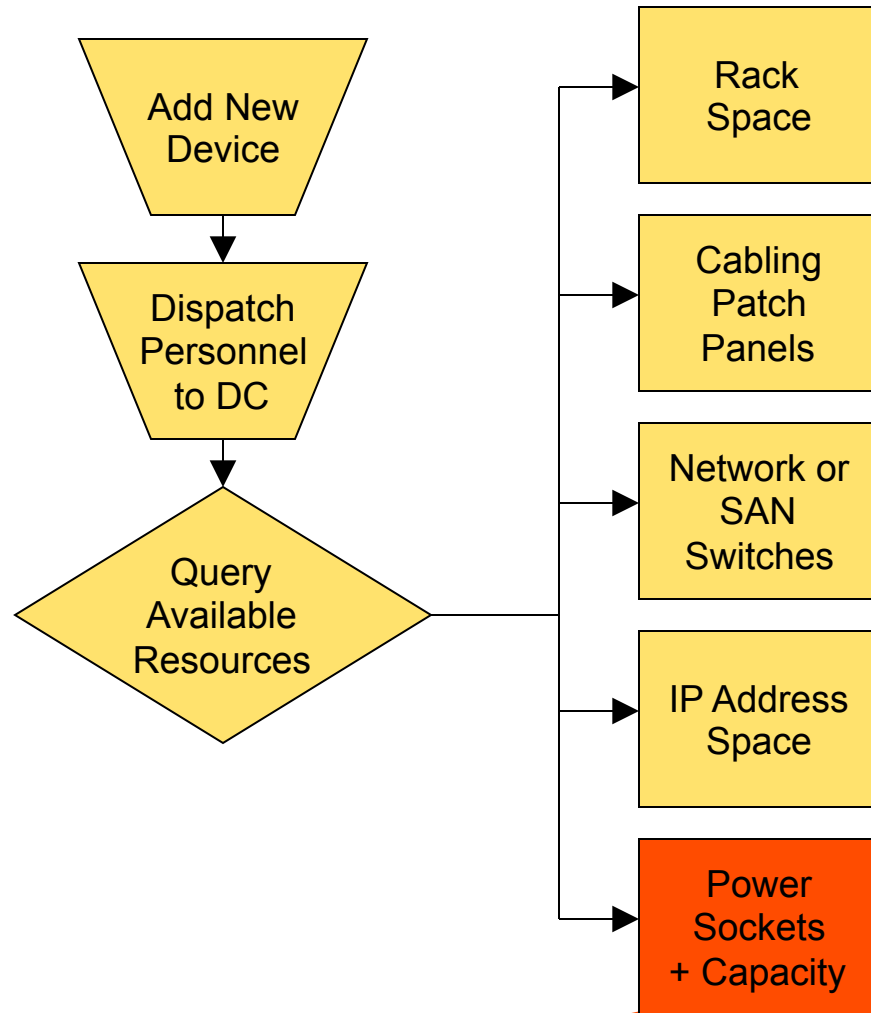 Add New
Device
Dispatch
Personnel
to DC
Query
Available
Resources
Rack
Space
Cabling
Patch
Panels
Network or
SAN
Switches
IP Address
Space
Power
Sockets
+ Capacity